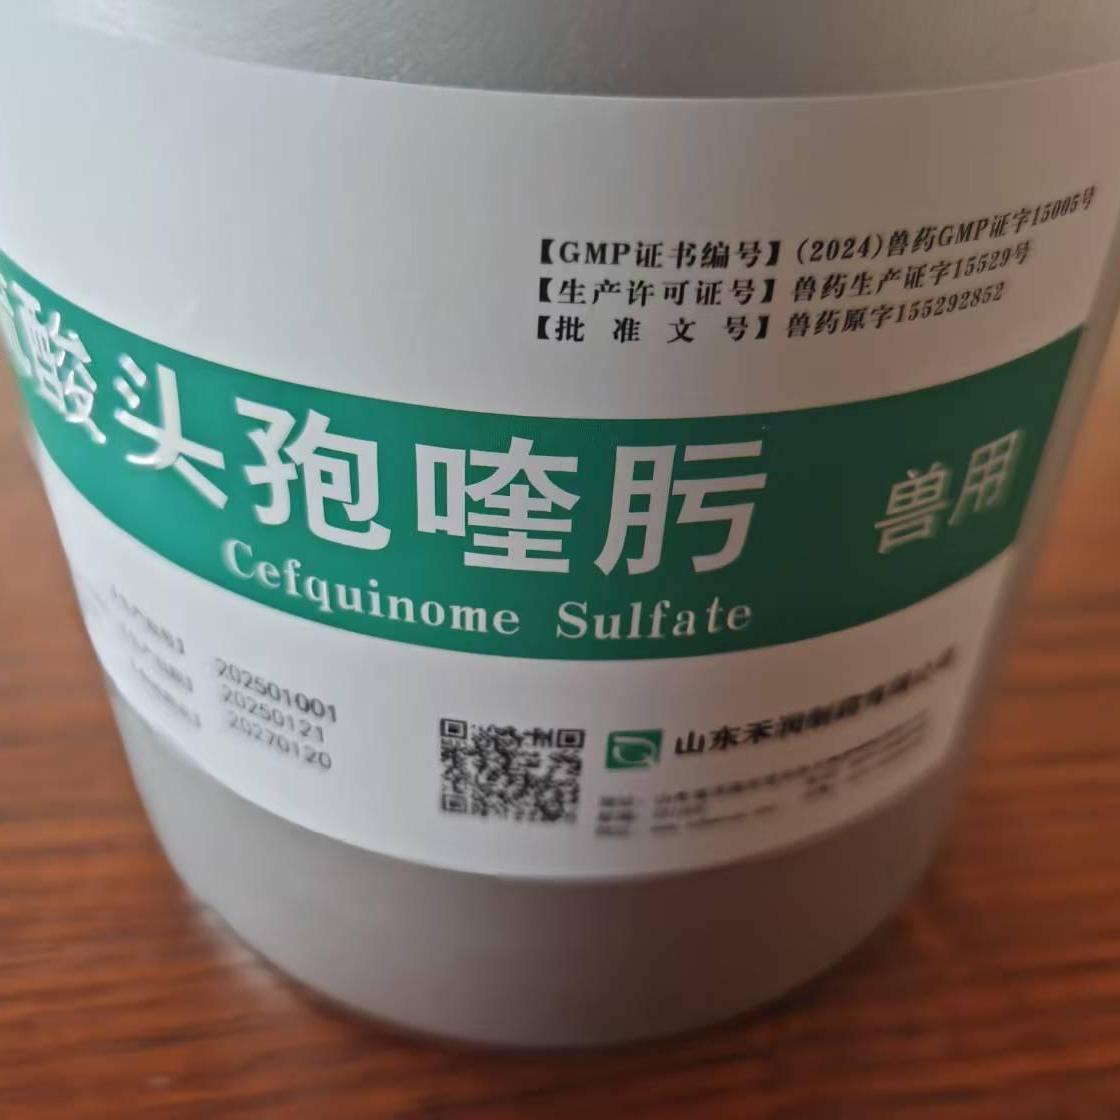 【GMP证书编号】(2024)兽药GMP证字15005号
【生产许可证号】兽药生产证字15529号
【批 准 文 号】兽药原字155292852
酸头孢喹肟 兽用
Cefquinome Sulfate
202501001
20250121
20270120
山东禾润制药有限公司